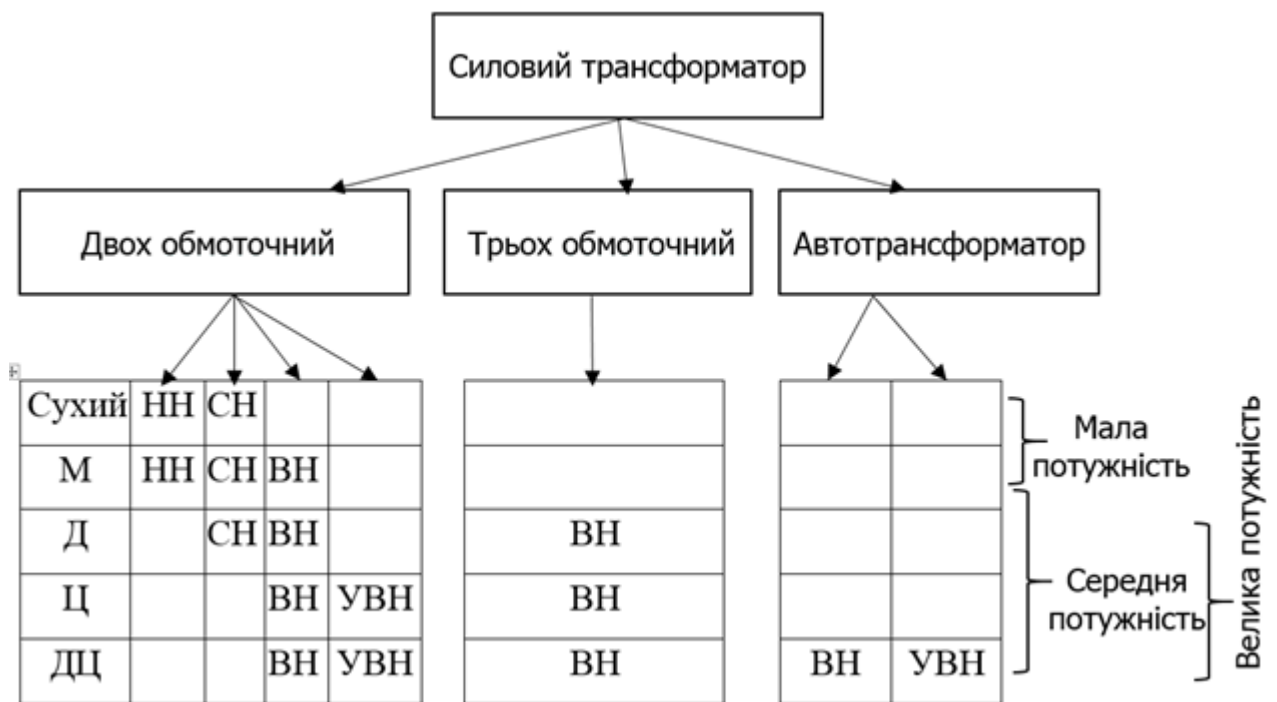 Силовий трансформатор
Двох обмоточний
Трьох обмоточний
Автотрансформатор
Сухий НН СН
М НН СН ВН
Д СН ВН
Ц ВН УВН
ДЦ ВН УВН
ВН
ВН
ВН
ВН УВН
Мала
потужність
Середня
потужність
Велика потужність